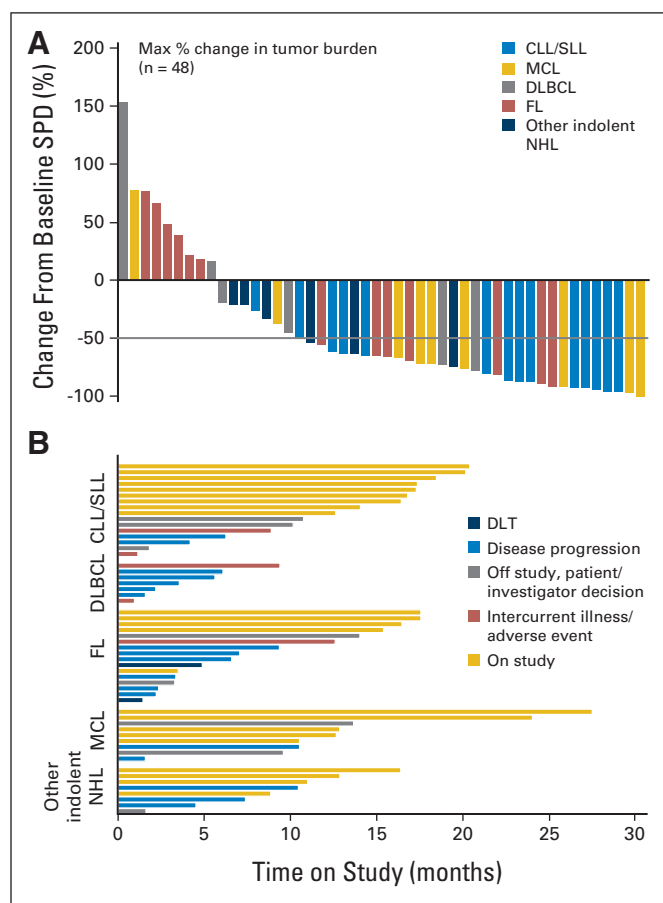 A
Max % change in tumor burden
(n = 48)
CLL/SLL
MCL
DLBCL
FL
Other indolent
NHL
Change From Baseline SPD (%)
200
150
100
50
0
-50
-100
B
CLL/SLL
DLBCL
FL
MCL
Other
indolent
NHL
DLT
Disease progression
Off study, patient/
investigator decision
Intercurrent illness/
adverse event
On study
0 5 10 15 20 25 30
Time on Study (months)